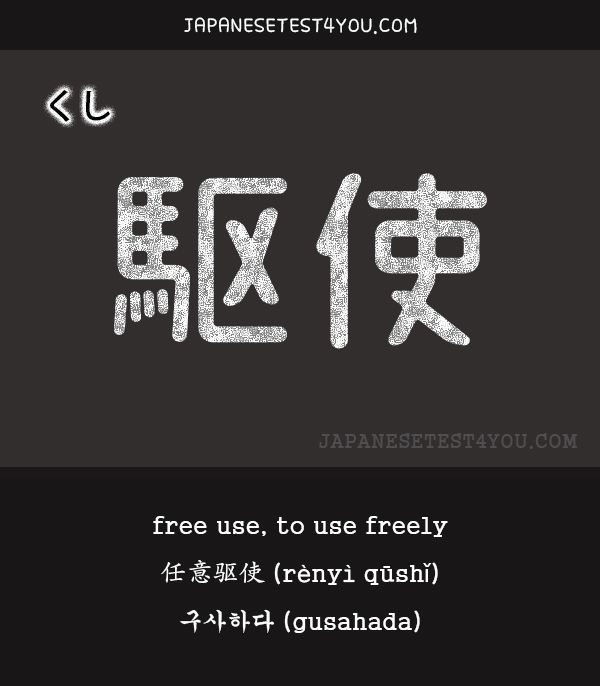 JAPANESETEST4YOU.COM
くし
駆使
JAPANESETEST4YOU.COM
free use, to use freely
任意驱使 (rènyì qūshǐ)
구사하다 (gusahada)